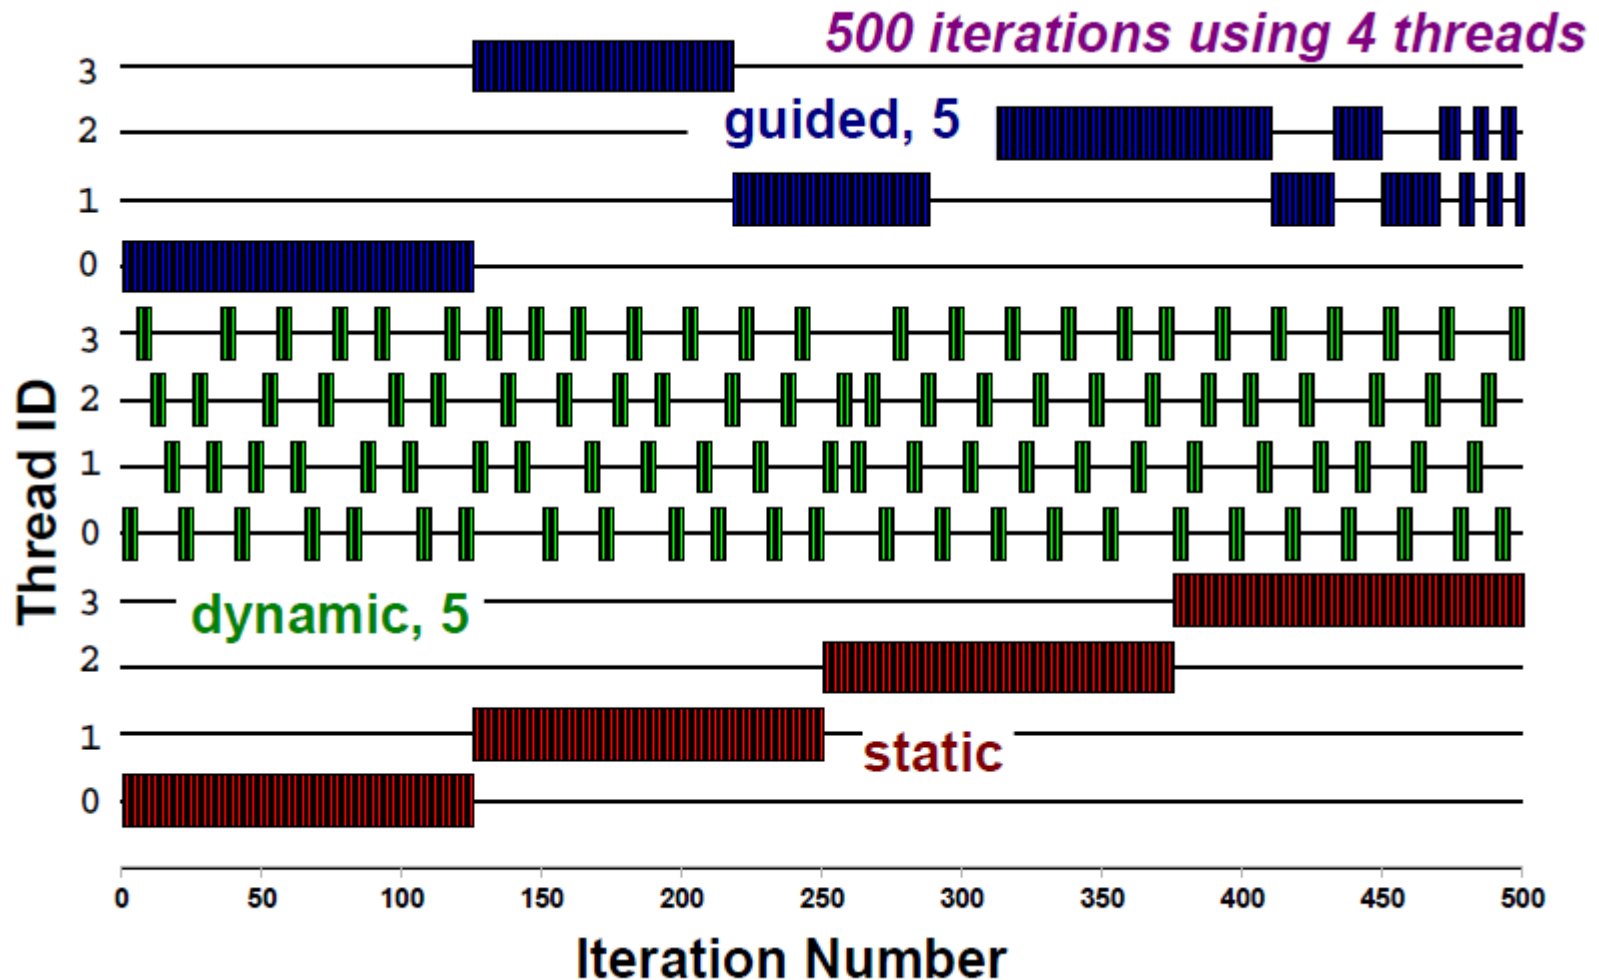 500 iterations using 4 threads
3
guided, 5
2
1
0
3
2
1
0
Thread ID
3
dynamic, 5
2
1
static
0
0 50 100 150 200 250 300 350 400 450 500
Iteration Number